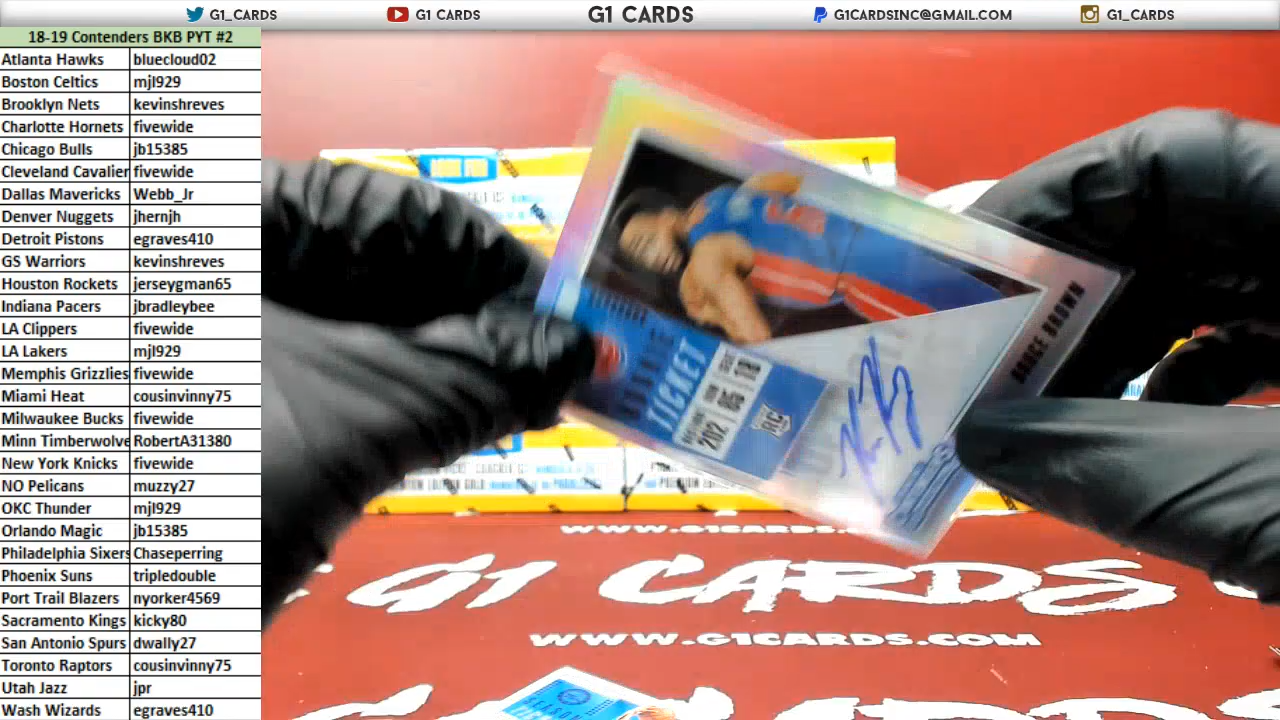 G1_CARDS
G1 CARDS
G1 CARDS
G1CARDSINC@GMAIL.COM
G1_CARDS
18-19 Contenders BKB PYT #2
Atlanta Hawks bluecloud02
Boston Celtics mjl929
Brooklyn Nets kevinshreves
Charlotte Hornets fivewide
Chicago Bulls jb15385
Cleveland Cavalier fivewide
Dallas Mavericks Webb_Jr
Denver Nuggets jhernjh
Detroit Pistons egraves410
GS Warriors kevinshreves
Houston Rockets jerseygman65
Indiana Pacers jbradleybee
LA Clippers fivewide
LA Lakers mjl929
Memphis Grizzlies fivewide
Miami Heat cousinvinny75
Milwaukee Bucks fivewide
Minn Timberwolve RobertA31380
New York Knicks fivewide
NO Pelicans muzzy27
OKC Thunder mjl929
Orlando Magic jb15385
Philadelphia Sixers Chaseperring
Phoenix Suns tripledouble
Port Trail Blazers nyorker4569
Sacramento Kings kicky80
San Antonio Spurs dwally27
Toronto Raptors cousinvinny75
Utah Jazz jpr
Wash Wizards egraves410
ROOKIE
TICKET
202
RC
BRUCE BROWN
WWW.G1CARDS.
G1 CARDS
WWW.G1CARDS.COM
SEASON